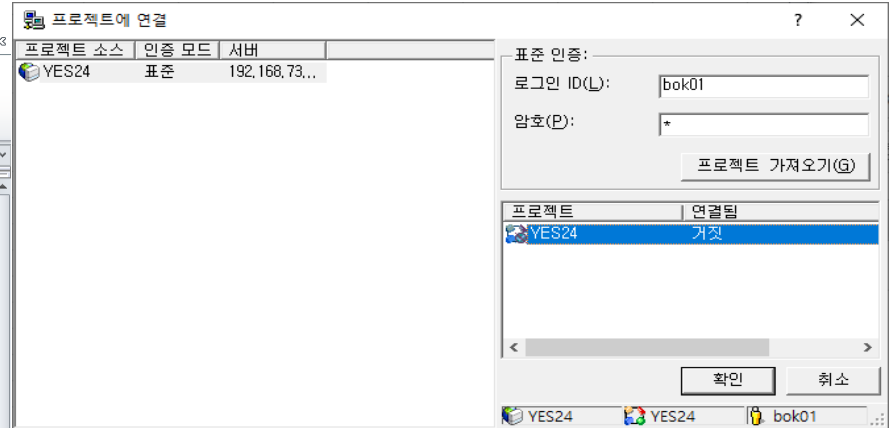 프로젝트에 연결
?
프로젝트 소스 인증 모드 서버
YES24 표준 192,168,73,,,
표준 인증:
로그인 ID(L): bok01
암호(P): *
프로젝트 가져오기(G)
프로젝트 연결됨
YES24 거짓
확인 취소
YES24 YES24 bok01